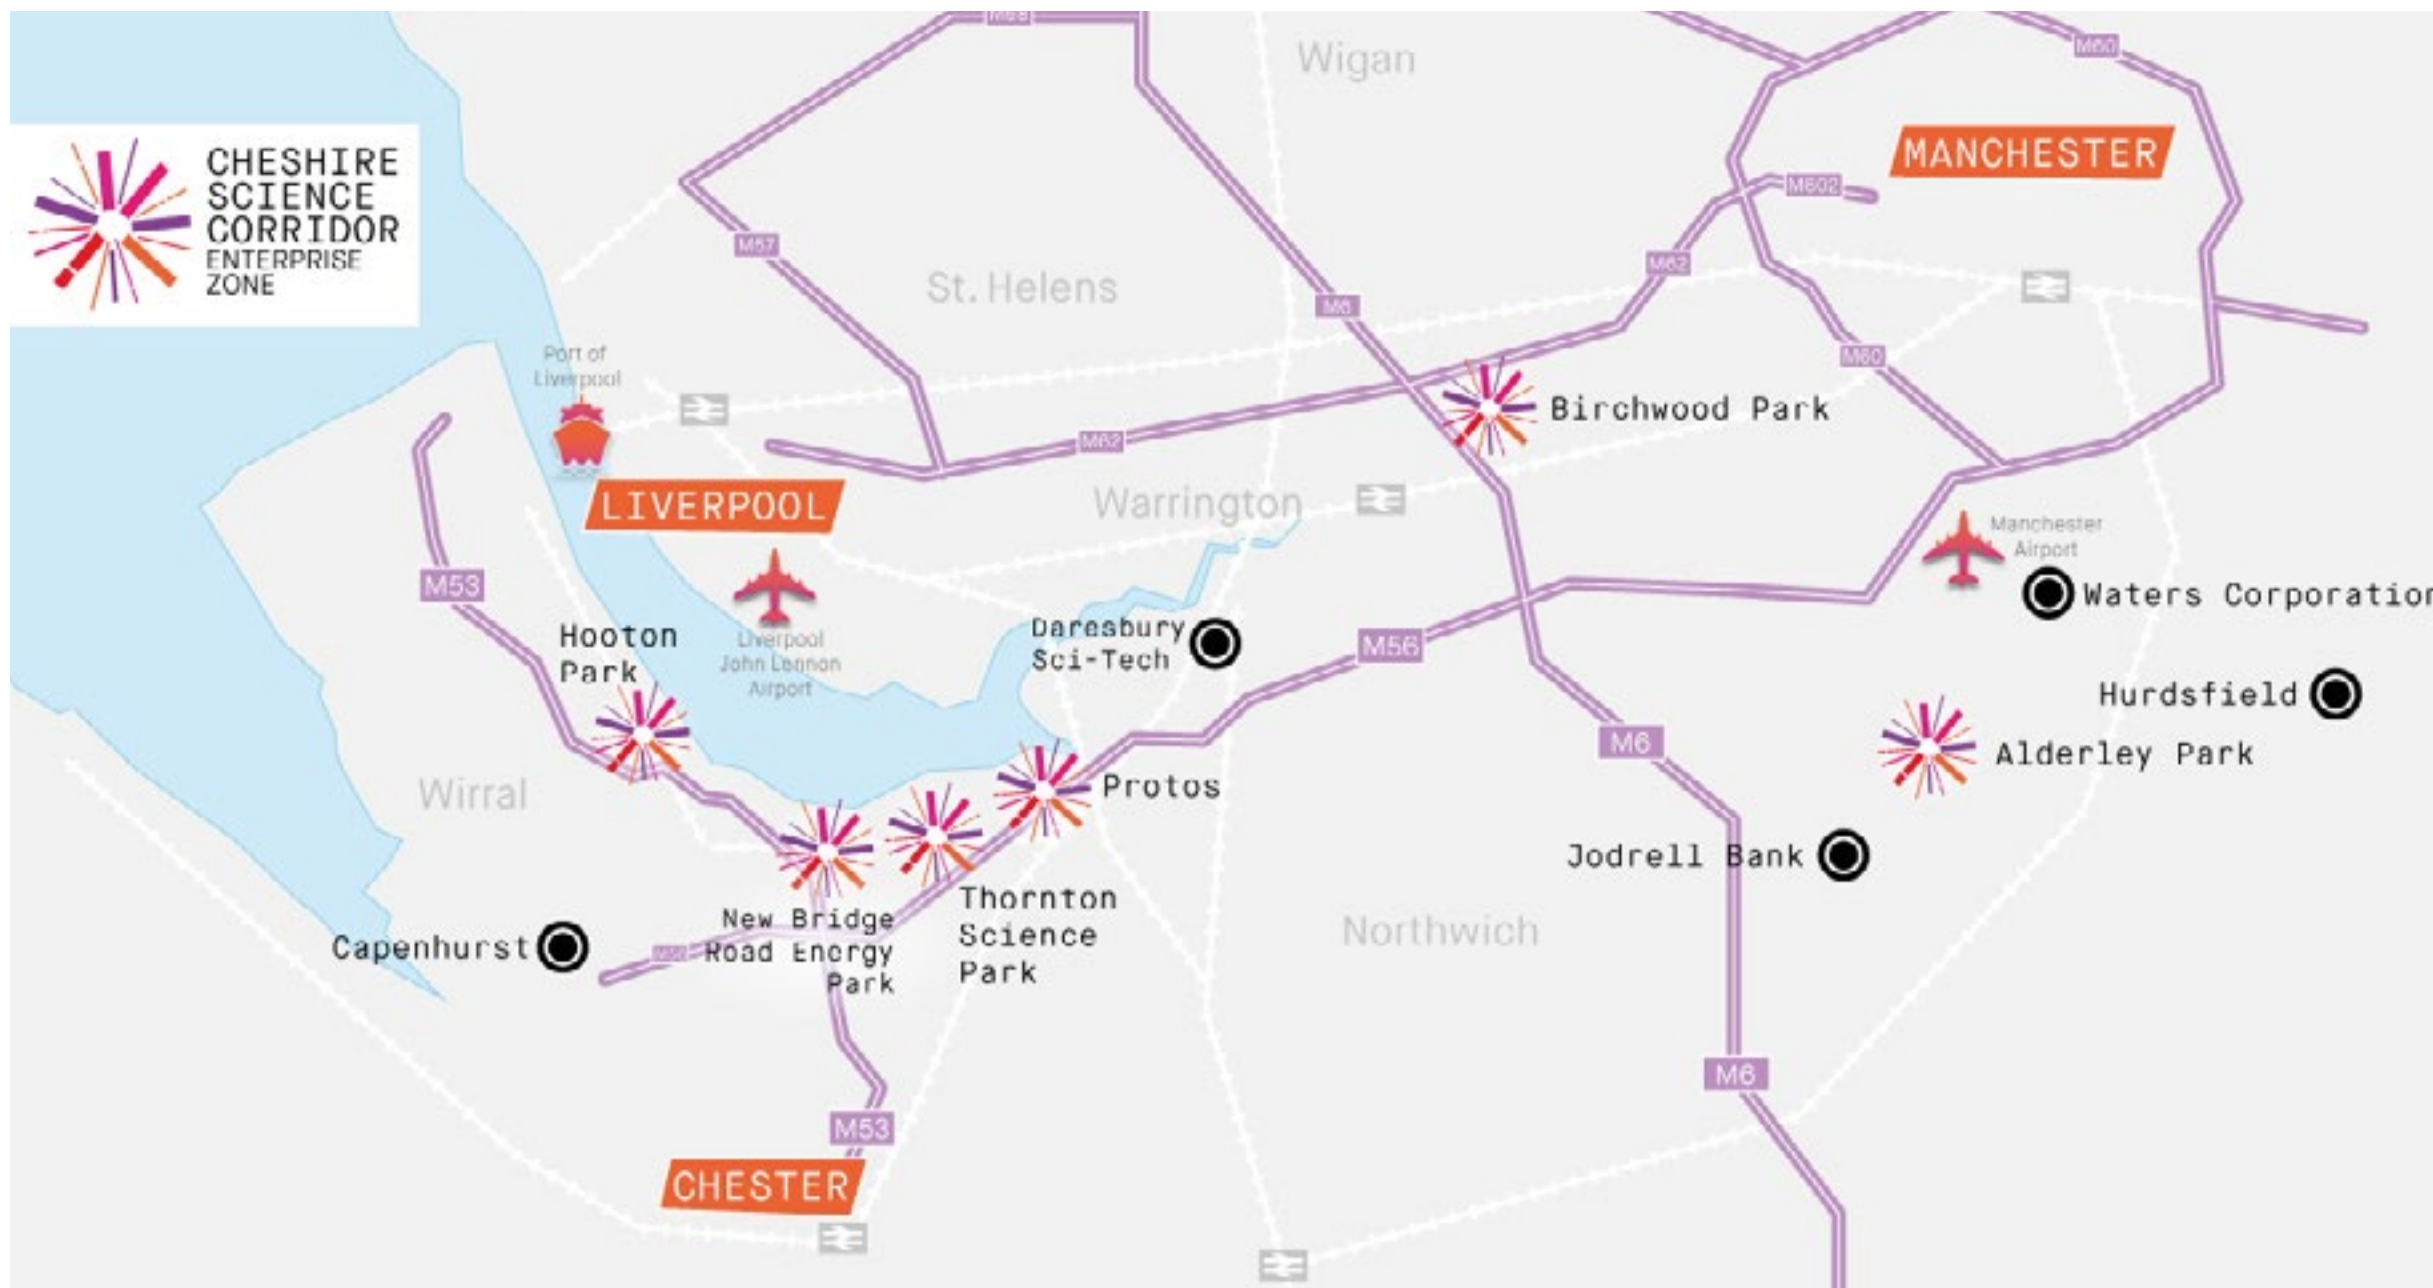 M58
M60
Wigan
CHESHIRE
SCIENCE
CORRIDOR
ENTERPRISE
ZONE
MANCHESTER
M602
M57
M62
St. Helens
M6
Port of
Liverpool
M60
Birchwood Park
M62
LIVERPOOL
Warrington
Manchester
Airport
M53
Waters Corporation
Hooton
Park
Liverpool
John Lennon
Airport
Daresbury
Sci-Tech
M56
Hurdsfield
M6
Alderley Park
Wirral
Protos
Jodrell Bank
New Bridge
Road Energy
Park
Thornton
Science
Park
Northwich
Capenhurst
M6
M53
CHESTER